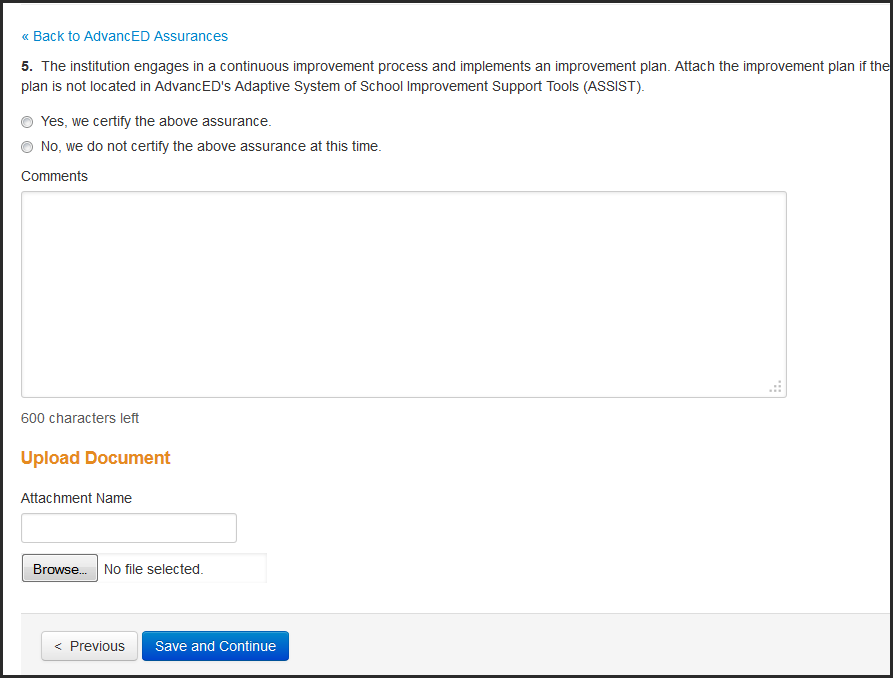 « Back to AdvancED Assurances
5. The institution engages in a continuous improvement process and implements an improvement plan. Attach the improvement plan if the
plan is not located in AdvancED's Adaptive System of School Improvement Support Tools (ASSIST).
Yes, we certify the above assurance.
No, we do not certify the above assurance at this time.
Comments
600 characters left
Upload Document
Attachment Name
Browse... No file selected.
< Previous Save and Continue